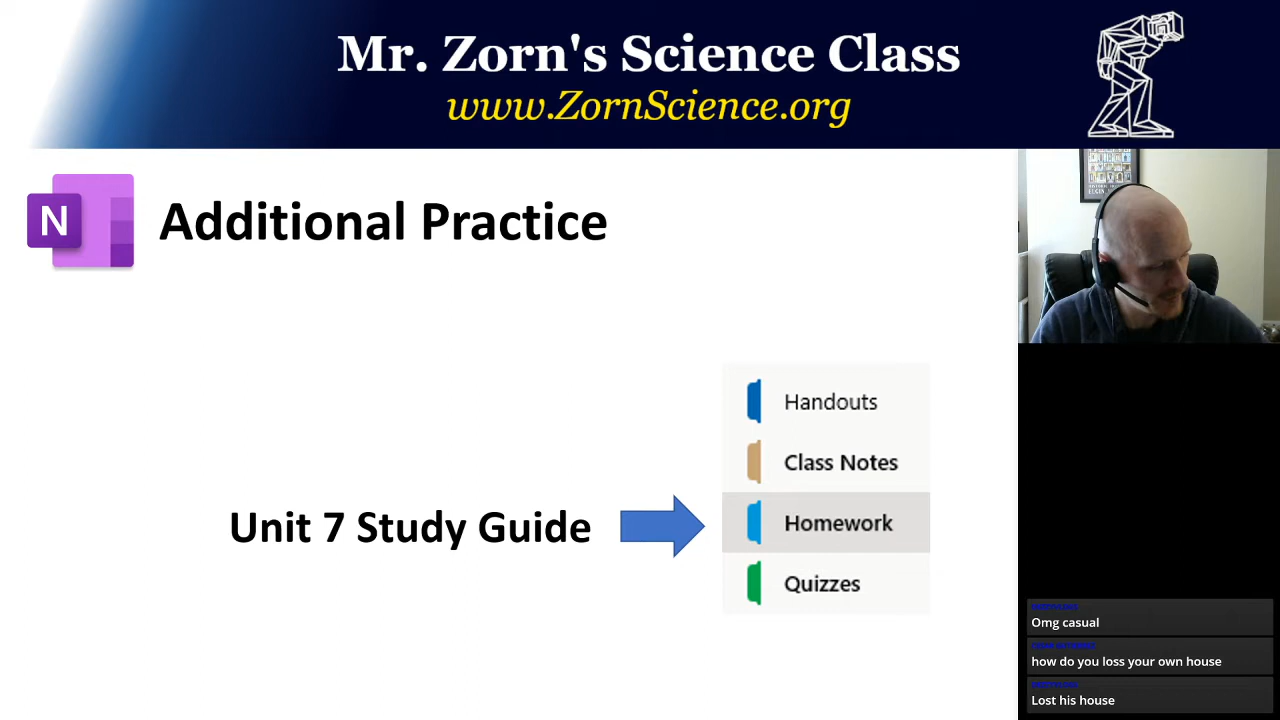 Mr. Zorn's Science Class
www.ZornScience.org
N
Additional Practice
Handouts
Class Notes
Unit 7 Study Guide
Homework
Quizzes
Omg casual
how do you loss your own house
Lost his house